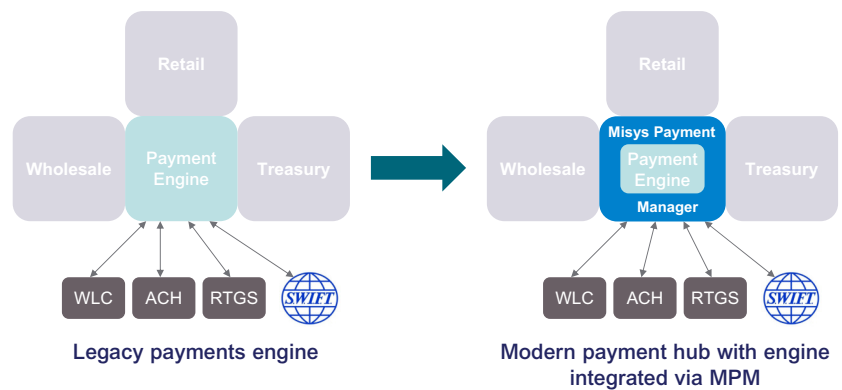 Retail
Wholesale
Payment
Engine
Treasury
WLC
ACH
RTGS
SWIFT
Legacy payments engine
Retail
Wholesale
Misys Payment
Payment
Engine
Manager
Treasury
WLC
ACH
RTGS
SWIFT
Modern payment hub with engine
integrated via MPM